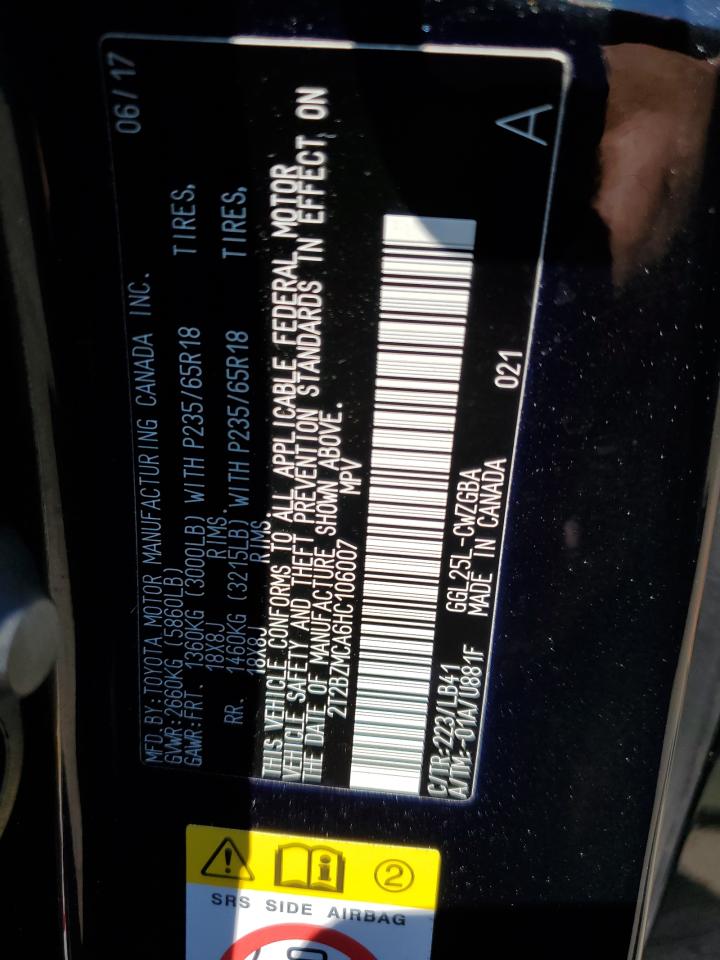 MFD.BY:TOYOTA MOTOR MANUFACTURING CANADA INC. 06/17
GVWR:2660KG (5860LB)
GAWR:FRT. 1360KG (3000LB) WITH P235/65R18 TIRES,
18X8J RIMS.
RR. 1460KG (3215LB) WITH P235/65R18 TIRES,
18X8J RIMS.
THIS VEHICLE CONFORMS TO ALL APPLICABLE FEDERAL MOTOR
VEHICLE SAFETY AND THEFT PREVENTION STANDARDS IN EFFECT ON
THE DATE OF MANUFACTURE SHOWN ABOVE.
2T2BZMCA6HC106007 MPV
C/TR:223/LB41 GGL25L-CWZGBA 021 A
A/TM:-01A/U881F MADE IN CANADA
2
SRS SIDE AIRBAG